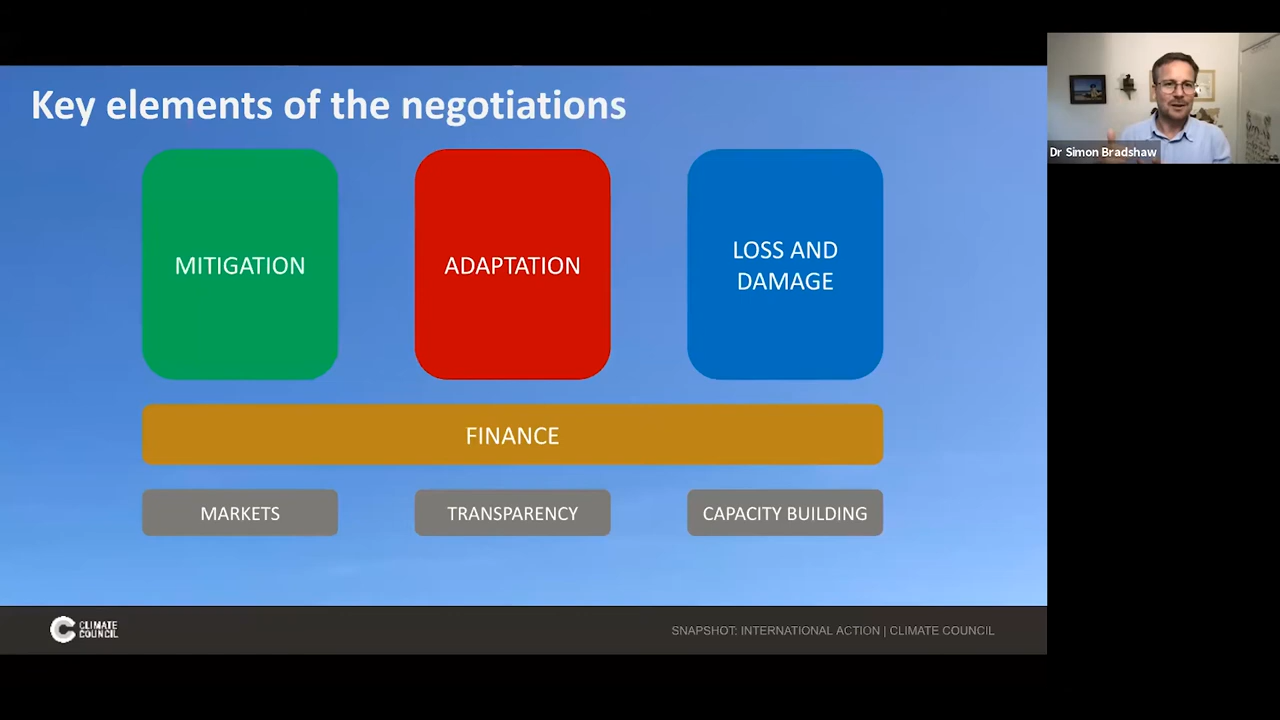 Key elements of the negotiations
MITIGATION
ADAPTATION
LOSS AND
DAMAGE
FINANCE
MARKETS
TRANSPARENCY
CAPACITY BUILDING
CLIMATE
COUNCIL
SNAPSHOT: INTERNATIONAL ACTION | CLIMATE COUNCIL
Dr Simon Bradshaw